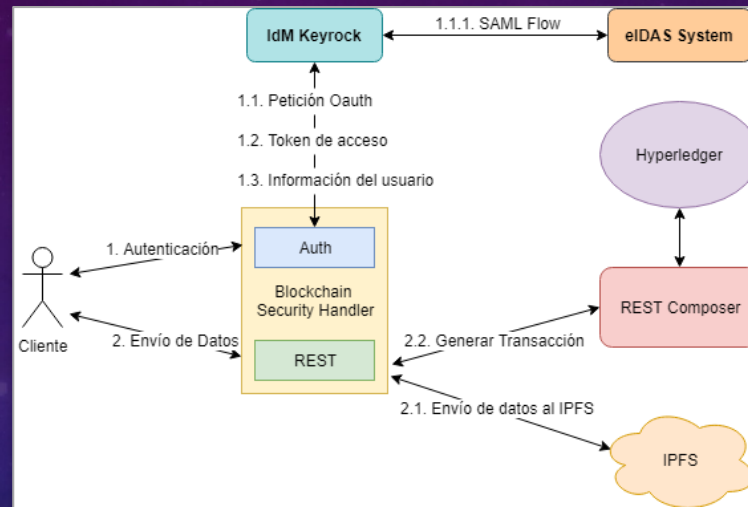 IdM Keyrock
1.1.1. SAML Flow
eIDAS System
1.1. Petición Oauth
1.2. Token de acceso
1.3. Información del usuario
Hyperledger
1. Autenticación
Auth
Blockchain
Security Handler
Cliente
2. Envío de Datos
REST
2.2. Generar Transacción
REST Composer
2.1. Envío de datos al IPFS
IPFS